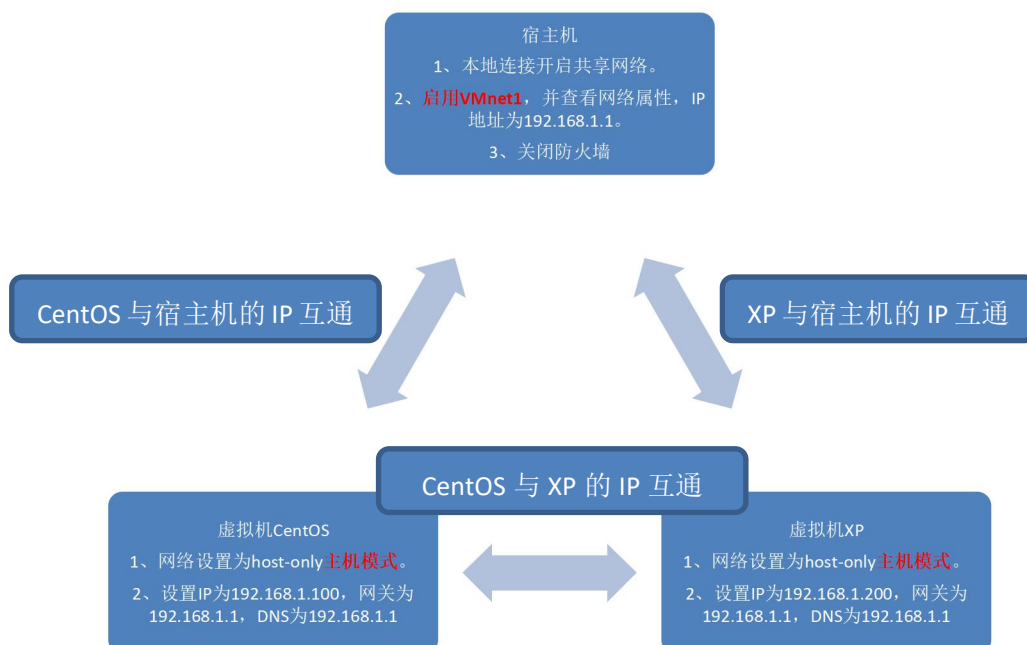 宿主机
1、本地连接开启共享网络。
2、启用VMnet1，并查看网络属性，IP
地址为192.168.1.1。
3、关闭防火墙
CentOS 与宿主机的 IP 互通
XP 与宿主机的 IP 互通
CentOS 与 XP 的 IP 互通
虚拟机CentOS
1、网络设置为host-only主机模式。
2、设置IP为192.168.1.100，网关为
192.168.1.1，DNS为192.168.1.1
虚拟机XP
1、网络设置为host-only主机模式。
2、设置IP为192.168.1.200，网关为
192.168.1.1，DNS为192.168.1.1